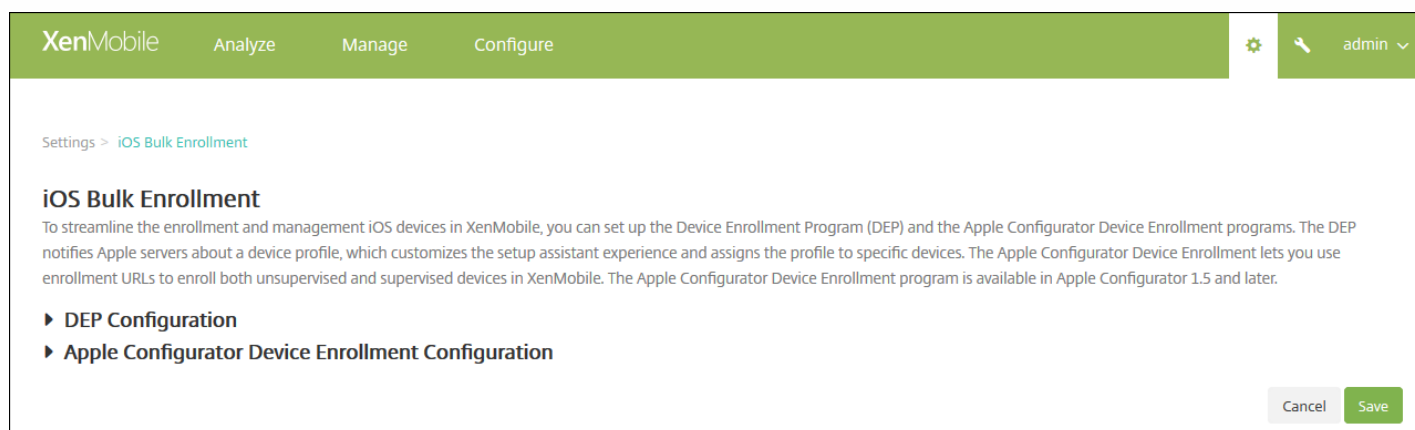 XenMobile Analyze Manage Configure admin
Settings > iOS Bulk Enrollment
iOS Bulk Enrollment
To streamline the enrollment and management iOS devices in XenMobile, you can set up the Device Enrollment Program (DEP) and the Apple Configurator Device Enrollment programs. The DEP
notifies Apple servers about a device profile, which customizes the setup assistant experience and assigns the profile to specific devices. The Apple Configurator Device Enrollment lets you use
enrollment URLs to enroll both unsupervised and supervised devices in XenMobile. The Apple Configurator Device Enrollment program is available in Apple Configurator 1.5 and later.
DEP Configuration
Apple Configurator Device Enrollment Configuration
Cancel Save